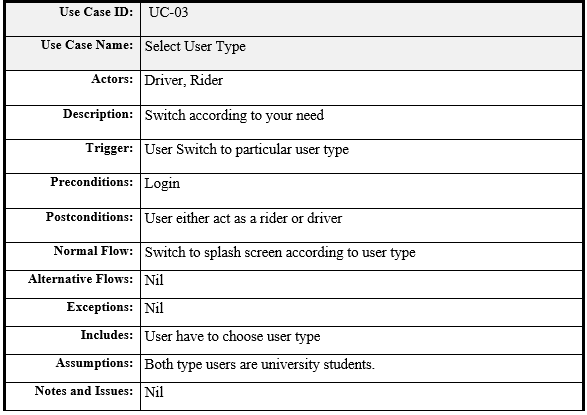 Use Case ID: UC-03
Use Case Name: Select User Type
Actors: Driver, Rider
Description: Switch according to your need
Trigger: User Switch to particular user type
Preconditions: Login
Postconditions: User either act as a rider or driver
Normal Flow: Switch to splash screen according to user type
Alternative Flows: Nil
Exceptions: Nil
Includes: User have to choose user type
Assumptions: Both type users are university students.
Notes and Issues: Nil